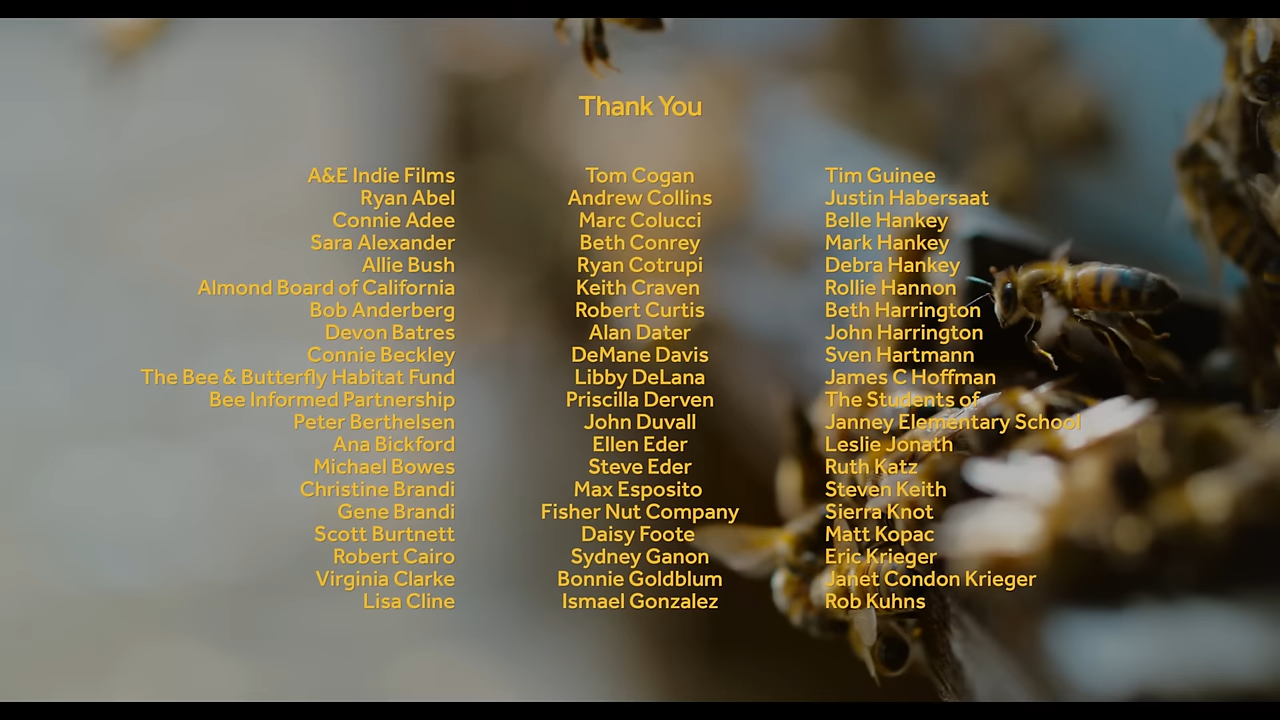 Thank You
A&E Indie Films
Ryan Abel
Connie Adee
Sara Alexander
Allie Bush
Almond Board of California
Bob Anderberg
Devon Batres
Connie Beckley
The Bee & Butterfly Habitat Fund
Bee Informed Partnership
Peter Berthelsen
Ana Bickford
Michael Bowes
Christine Brandi
Gene Brandi
Scott Burtnett
Robert Cairo
Virginia Clarke
Lisa Cline
Tom Cogan
Andrew Collins
Marc Colucci
Beth Conrey
Ryan Cotrupi
Keith Craven
Robert Curtis
Alan Dater
DeMane Davis
Libby DeLana
Priscilla Derven
John Duvall
Ellen Eder
Steve Eder
Max Esposito
Fisher Nut Company
Daisy Foote
Sydney Ganon
Bonnie Goldblum
Ismael Gonzalez
Tim Guinee
Justin Habersaat
Belle Hankey
Mark Hankey
Debra Hankey
Rollie Hannon
Beth Harrington
John Harrington
Sven Hartmann
James C Hoffman
The Students of
Janney Elementary School
Leslie Jonath
Ruth Katz
Steven Keith
Sierra Knot
Matt Kopac
Eric Krieger
Janet Condon Krieger
Rob Kuhns